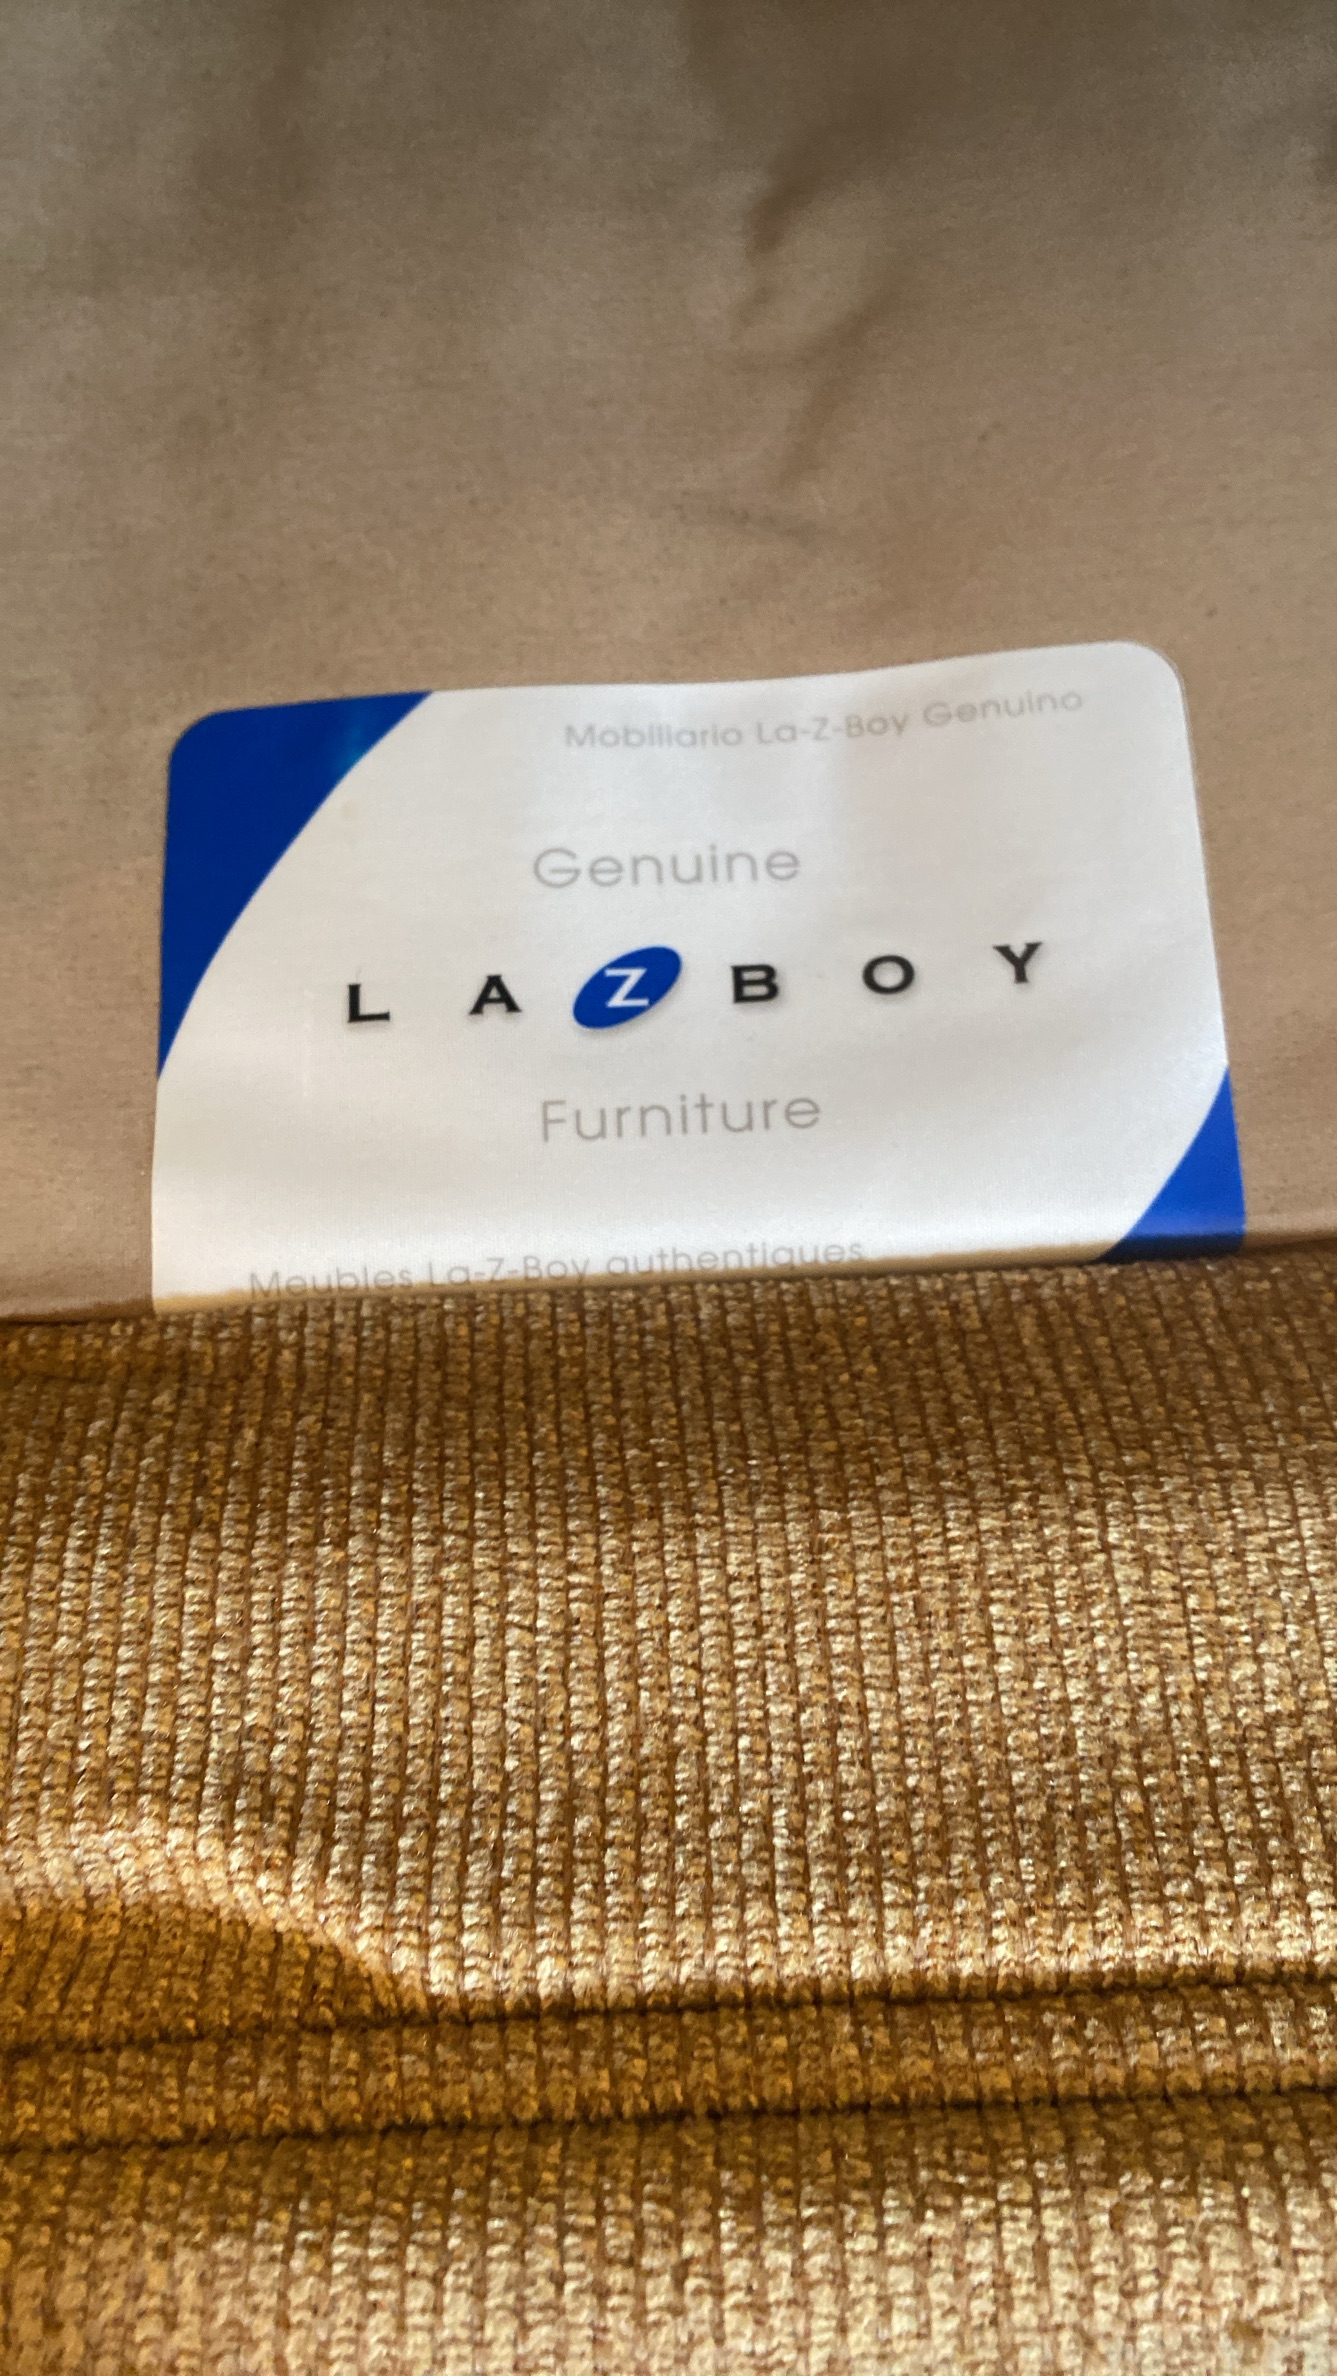 Mobiliario La-Z-Boy Genuino
Genuine
LAZBOY
Furniture
Meubles La-Z-Boy authentiques